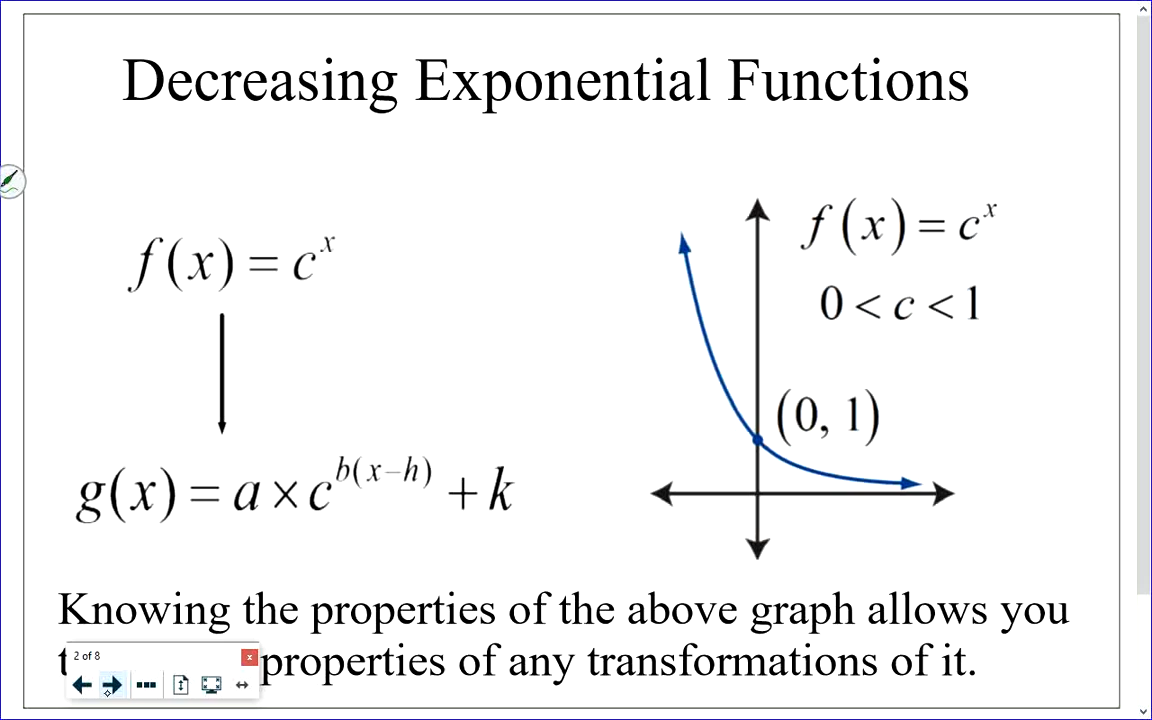 Decreasing Exponential Functions
f(x) = c^x
f(x) = c^x
0 < c < 1
(0, 1)
g(x) = a × c^{b(x–h)} + k
Knowing the properties of the above graph allows you
properties of any transformations of it.
2 of 8
x